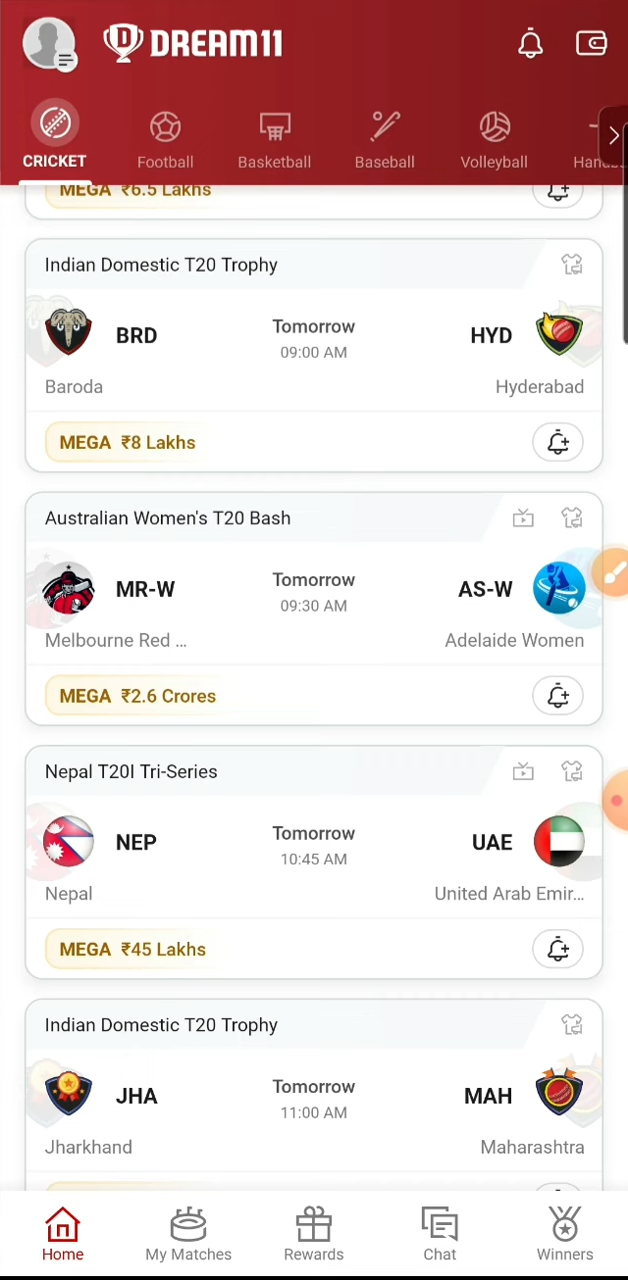 DREAM11
CRICKET Football Basketball Baseball Volleyball
MEGA ₹6.5 Lakhs
Indian Domestic T20 Trophy
BRD Tomorrow HYD
09:00 AM
Baroda Hyderabad
MEGA ₹8 Lakhs
Australian Women's T20 Bash
MR-W Tomorrow AS-W
09:30 AM
Melbourne Red ... Adelaide Women
MEGA ₹2.6 Crores
Nepal T20I Tri-Series
NEP Tomorrow UAE
10:45 AM
Nepal United Arab Emir...
MEGA ₹45 Lakhs
Indian Domestic T20 Trophy
JHA Tomorrow MAH
11:00 AM
Jharkhand Maharashtra
Home My Matches Rewards Chat Winners